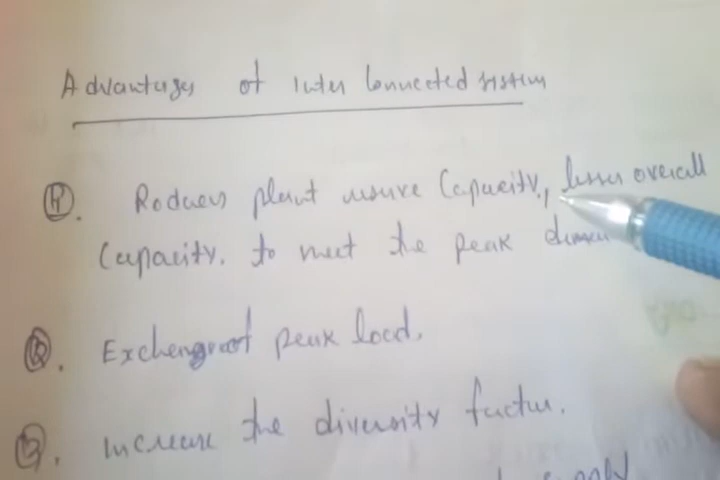 Advantages of Inter Connected system
①. Reduces plant reserve Capacity., lesser overall
Capacity. to meet the peak
②. Exchange of peak load.
③. Increase the diversity factor.